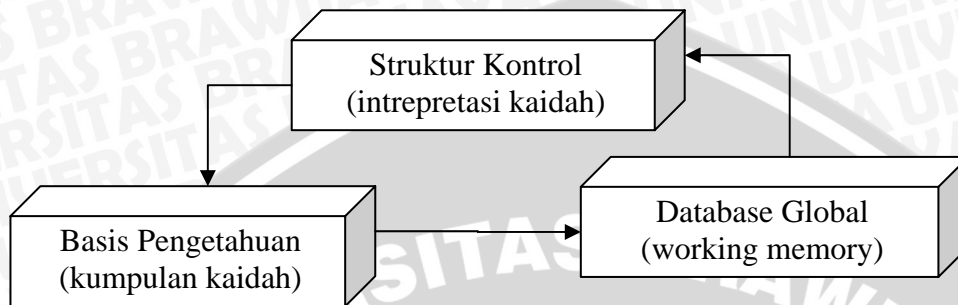 Struktur Kontrol
(intrepretasi kaidah)
Basis Pengetahuan
(kumpulan kaidah)
Database Global
(working memory)